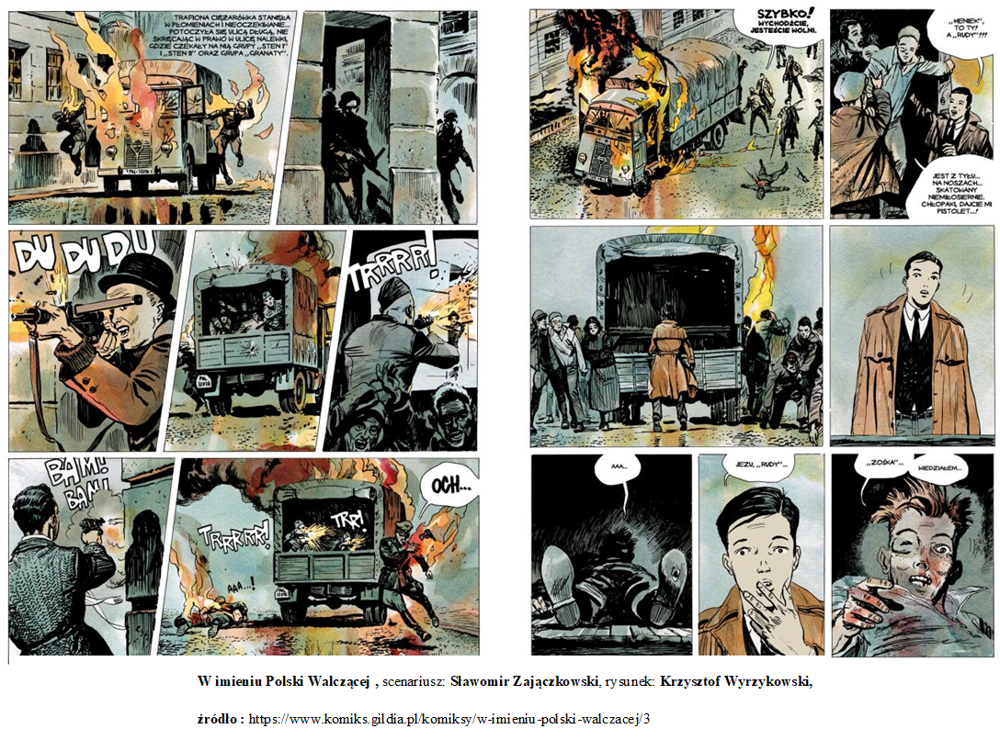 TRAFIONA CIĘŻARÓWKA STANĘŁA
W PŁOMIENIACH I NIEOCZEKIWANIE
POTOCZYŁA SIĘ ULICĄ DŁUGĄ, NIE
SKRĘCAJĄC W PRAWO W ULICĘ NALEWKI,
GDZIE CZEKAŁY NA NIĄ GRUPY „STEN I”
I „STEN II” ORAZ GRUPA „GRANATY”.
DU DU DU
TRRRR!
BAM!
BAM!
TRRRRR!
TRR!
AAA...!
OCH...
SZYBKO!
WYCHODŹCIE,
JESTEŚCIE WOLNI.
„HENIEK”,
TO TY!
A „RUDY”???
JEST Z TYŁU...
NA NOSZACH...
SKATOWANY
NIEMIŁOSIERNIE.
CHŁOPAKI, DAJCIE MI
PISTOLET...!
AAA...
JEZU, „RUDY”...
„ZOŚKA”...
WIEDZIAŁEM...
W imieniu Polski Walczącej , scenariusz: Sławomir Zajączkowski, rysunek: Krzysztof Wyrzykowski,
źródło : https://www.komiks.gildia.pl/komiksy/w-imieniu-polski-walczacej/3